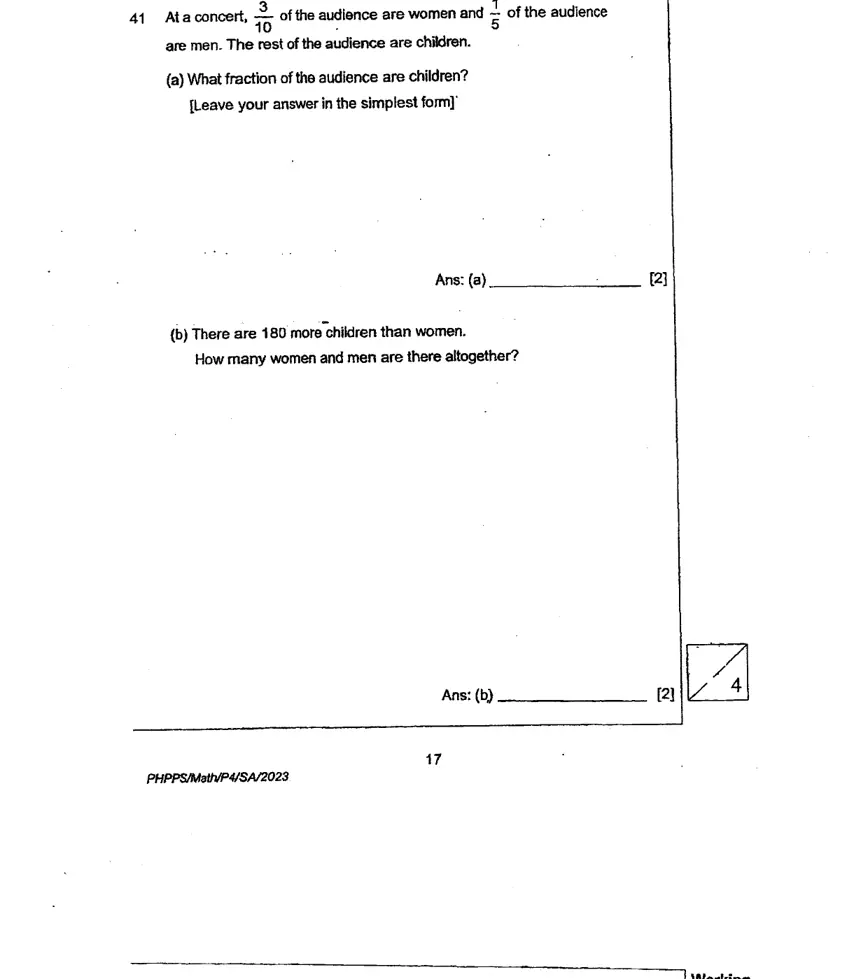 41 At a concert, 3/10 of the audience are women and 1/5 of the audience
are men. The rest of the audience are children.
(a) What fraction of the audience are children?
[Leave your answer in the simplest form]
Ans: (a) ____________ [2]
(b) There are 180 more children than women.
How many women and men are there altogether?
Ans: (b) ____________ [2]
4
17
PHPPS/Math/P4/SA/2023